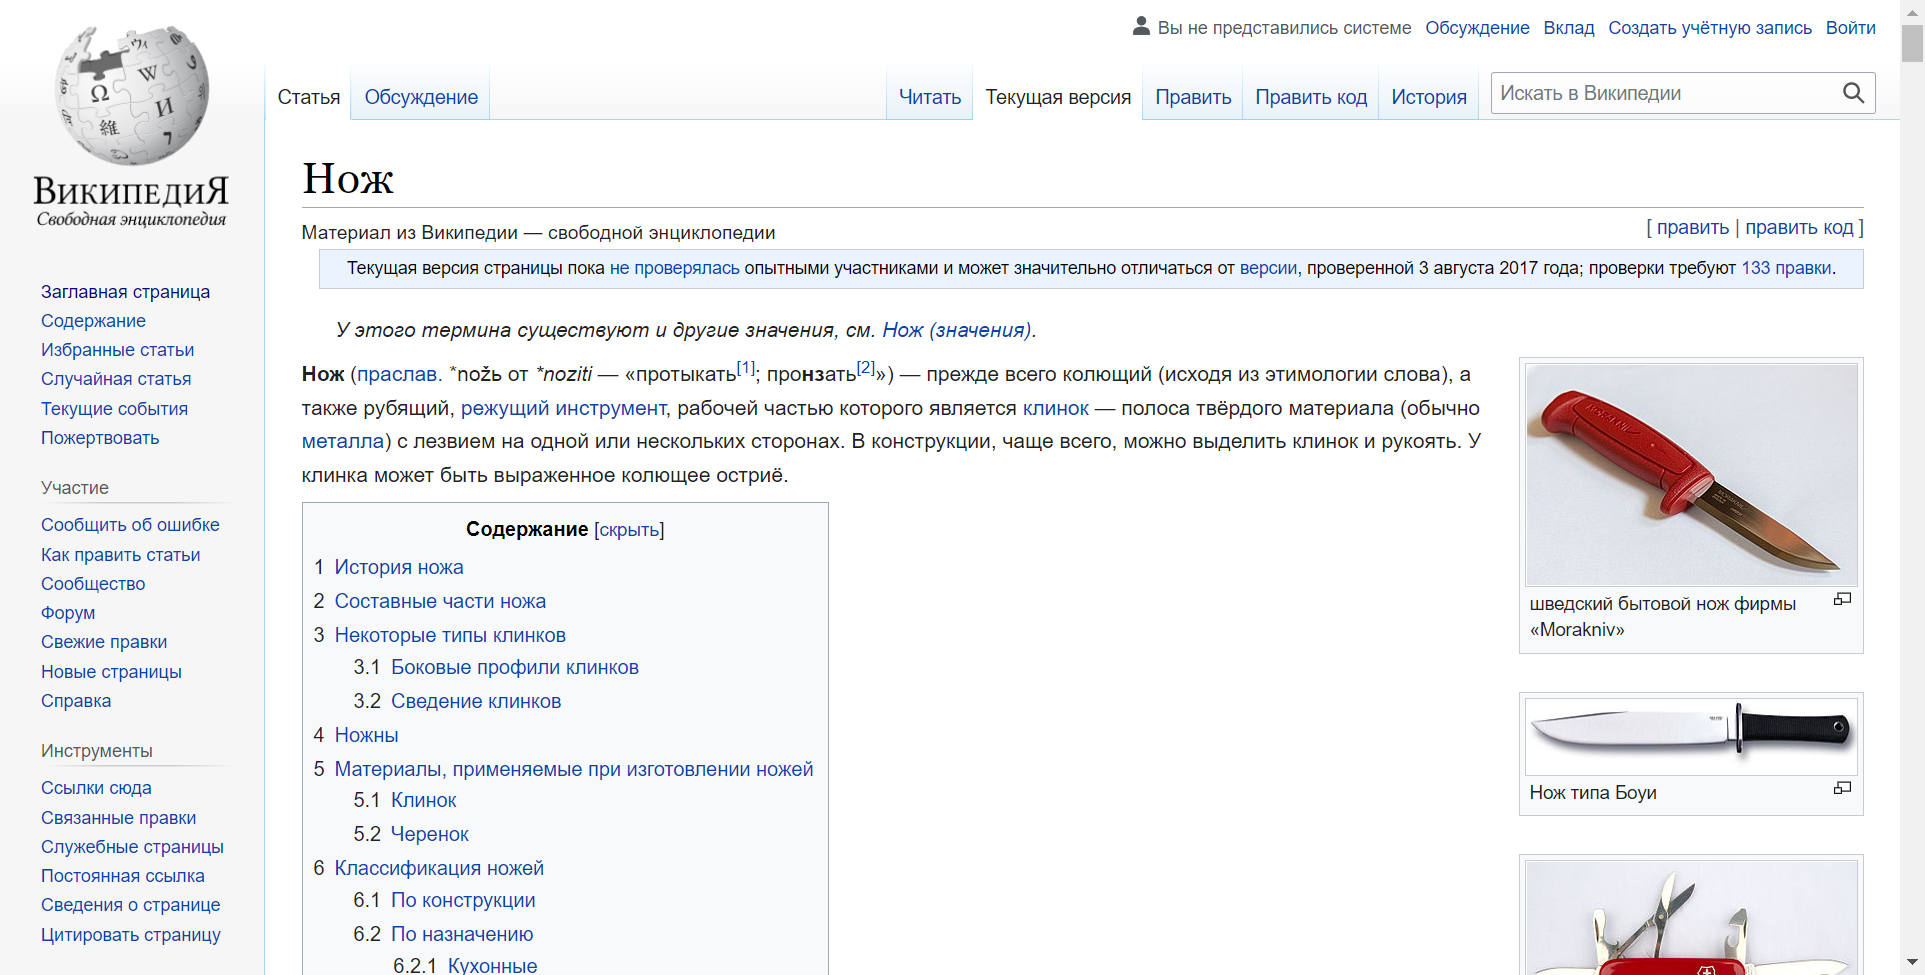 Вы не представились системе Обсуждение Вклад Создать учётную запись Войти
Статья Обсуждение Читать Текущая версия Править Править код История Искать в Википедии
ВикипедиЯ
Свободная энциклопедия
Заглавная страница
Содержание
Избранные статьи
Случайная статья
Текущие события
Пожертвовать
Участие
Сообщить об ошибке
Как править статьи
Сообщество
Форум
Свежие правки
Новые страницы
Справка
Инструменты
Ссылки сюда
Связанные правки
Служебные страницы
Постоянная ссылка
Сведения о странице
Цитировать страницу
Нож
Материал из Википедии — свободной энциклопедии
[ править | править код ]
Текущая версия страницы пока не проверялась опытными участниками и может значительно отличаться от версии, проверенной 3 августа 2017 года; проверки требуют 133 правки.
У этого термина существуют и другие значения, см. Нож (значения).
Нож (праслав. *nožь от *noziti — «протыкать[1]; пронзать[2]») — прежде всего колющий (исходя из этимологии слова), а
также рубящий, режущий инструмент, рабочей частью которого является клинок — полоса твёрдого материала (обычно
металла) с лезвием на одной или нескольких сторонах. В конструкции, чаще всего, можно выделить клинок и рукоять. У
клинка может быть выраженное колющее остриё.
Содержание [скрыть]
1 История ножа
2 Составные части ножа
3 Некоторые типы клинков
3.1 Боковые профили клинков
3.2 Сведение клинков
4 Ножны
5 Материалы, применяемые при изготовлении ножей
5.1 Клинок
5.2 Черенок
6 Классификация ножей
6.1 По конструкции
6.2 По назначению
6.2.1 Кухонные
шведский бытовой нож фирмы
«Morakniv»
Нож типа Боуи